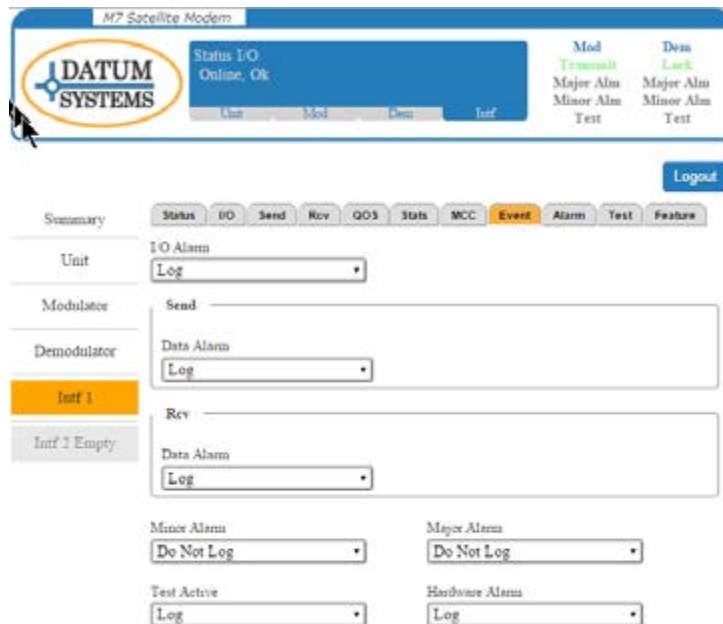 M7 Satellite Modem
DATUM
SYSTEMS
Status I/O
Online, Ok
Unit Mod Dem Intf
Mod Dem
Transmit Lock
Major Alm Major Alm
Minor Alm Minor Alm
Test Test
Logout
Status I/O Send Rcv QOS Stats MCC Event Alarm Test Feature
Summary
Unit
Modulator
Demodulator
Intf 1
Intf 2 Empty
I/O Alarm
Log
Send
Data Alarm
Log
Rcv
Data Alarm
Log
Minor Alarm Major Alarm
Do Not Log Do Not Log
Test Active Hardware Alarm
Log Log